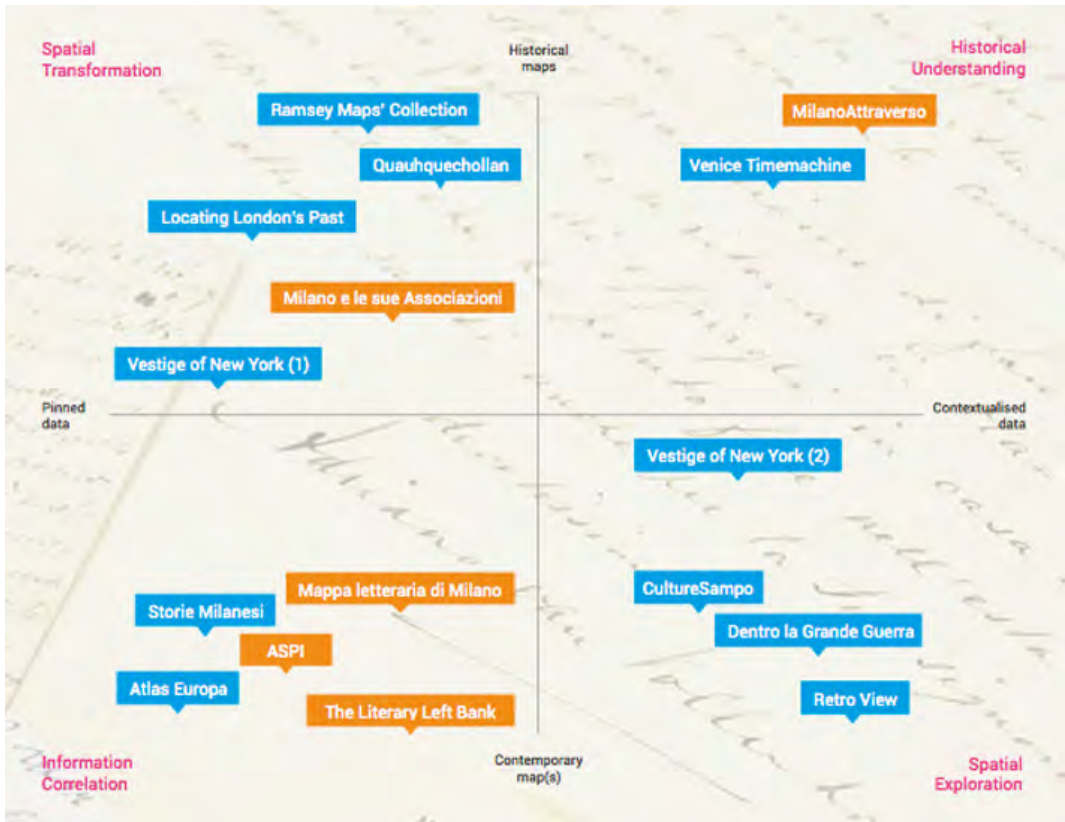 Spatial
Transformation
Historical
maps
Historical
Understanding
Ramsey Maps' Collection
MilanoAttraverso
Quauhquechollan
Venice Timemachine
Locating London's Past
Milano e le sue Associazioni
Vestige of New York (1)
Pinned
data
Contextualised
data
Vestige of New York (2)
Mappa letteraria di Milano
CultureSampo
Storie Milanesi
Dentro la Grande Guerra
ASPI
Atlas Europa
Retro View
The Literary Left Bank
Information
Correlation
Contemporary
map(s)
Spatial
Exploration